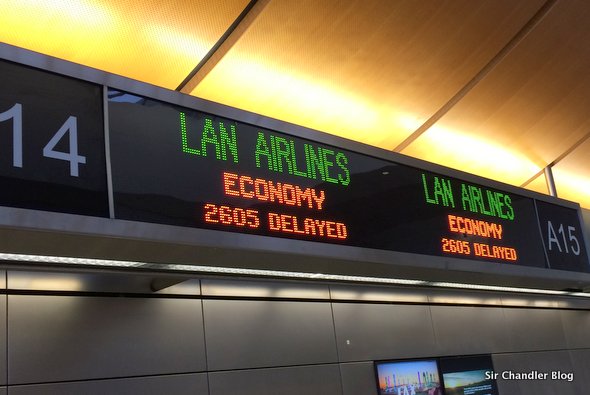 14
LAN AIRLINES
ECONOMY
2605 DELAYED
LAN AIRLINES
ECONOMY
2605 DELAYED
A15
Sir Chandler Blog